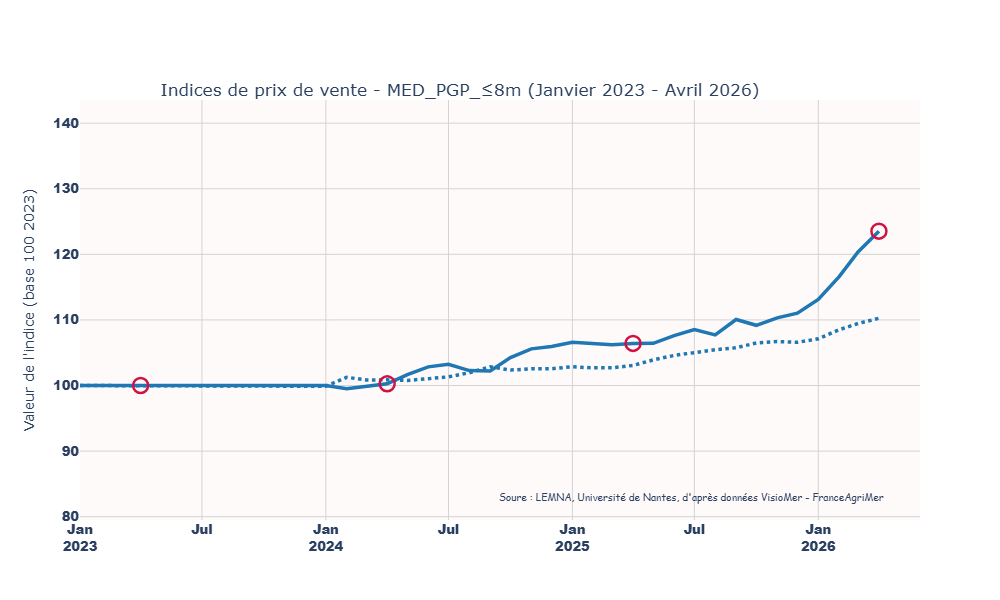 Indices de prix de vente - MED_PGP_≤8m (Janvier 2023 - Avril 2026)
Valeur de l'indice (base 100 2023)
140
130
120
110
100
90
80
Soure : LEMNA, Université de Nantes, d'après données VisioMer - FranceAgriMer
Jan Jul Jan Jul Jan Jul Jan
2023 2024 2025 2026